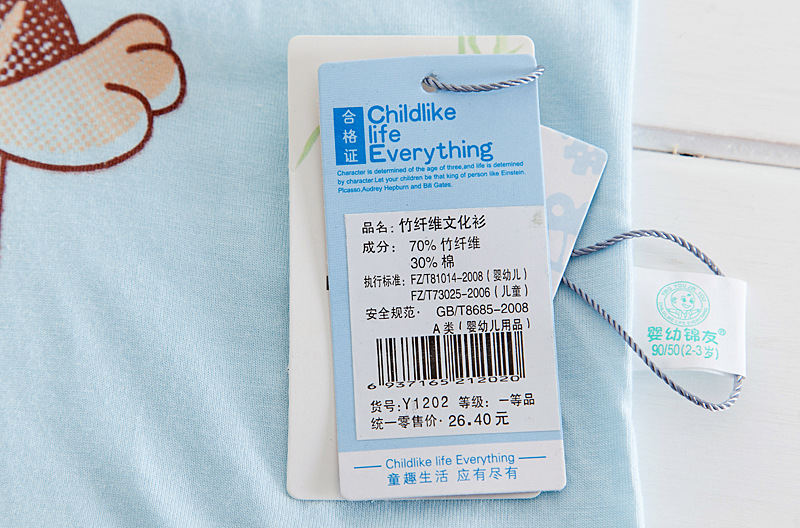 合格证
Childlike
life
Everything
Character is determined of the age of three,and life is detemined
by character.Let your children be that king of person like Einstein.
Plcasso,Audrey Hepburn and Bill Gates.
品名: 竹纤维文化衫
成分: 70% 竹纤维
30% 棉
执行标准: FZ/T81014-2008 (婴幼儿)
FZ/T73025-2006 (儿童)
安全规范: GB/T8685-2008
A类 (婴幼儿用品)
6 937165 212020
货号: Y1202 等级: 一等品
统一零售价: 26.40 元
Childlike life Everything
童趣生活 应有尽有
婴幼锦友®
90/50(2-3岁)